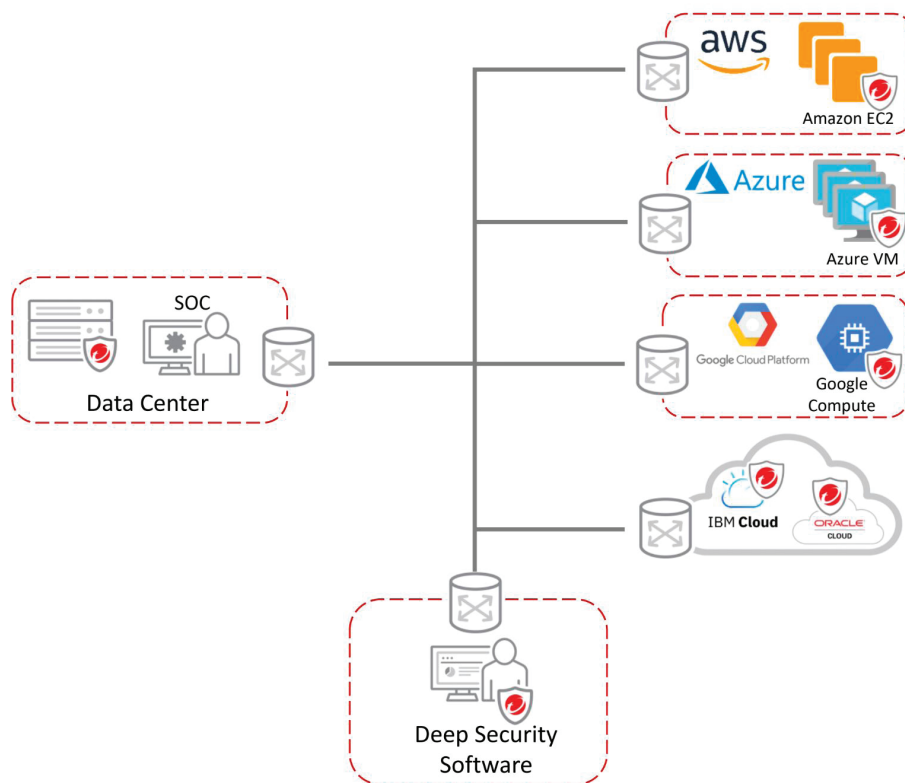 aws
Amazon EC2
Azure
Azure VM
SOC
Data Center
Google Cloud Platform
Google
Compute
IBM Cloud
ORACLE
CLOUD
Deep Security
Software